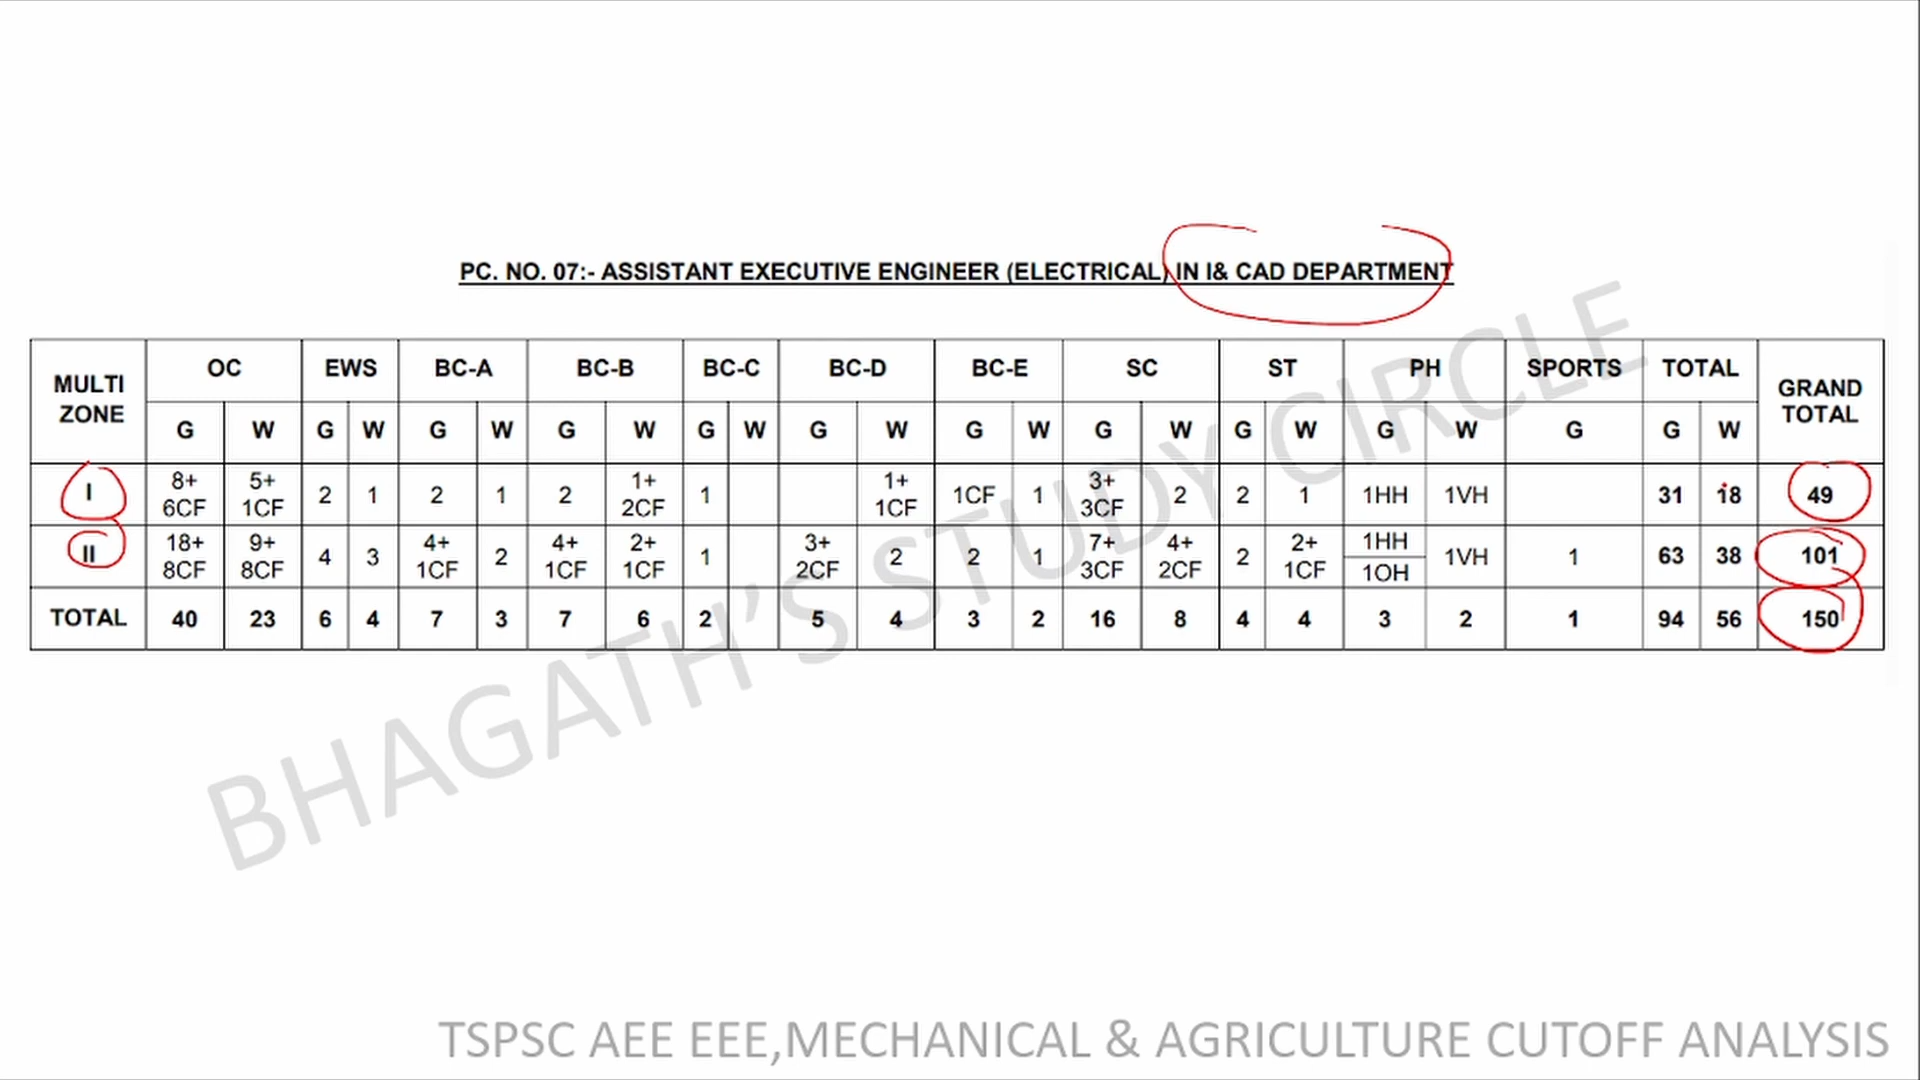 PC. NO. 07:- ASSISTANT EXECUTIVE ENGINEER (ELECTRICAL) IN I& CAD DEPARTMENT
MULTI ZONE OC EWS BC-A BC-B BC-C BC-D BC-E SC ST PH SPORTS TOTAL GRAND TOTAL
G W G W G W G W G W G W G W G W G W G W G G W
I 8+ 6CF 5+ 1CF 2 1 2 1 2 1+ 2CF 1 1+ 1CF 1CF 1 3+ 3CF 2 2 1 1HH 1VH 31 18 49
II 18+ 8CF 9+ 8CF 4 3 4+ 1CF 2 4+ 1CF 2+ 1CF 1 3+ 2CF 2 2 1 7+ 3CF 4+ 2CF 2 2+ 1CF 1HH 1OH 1VH 1 63 38 101
TOTAL 40 23 6 4 7 3 7 6 2 5 4 3 2 16 8 4 4 3 2 1 94 56 150
BHAGATH'S STUDY CIRCLE
TSPSC AEE EEE,MECHANICAL & AGRICULTURE CUTOFF ANALYSIS